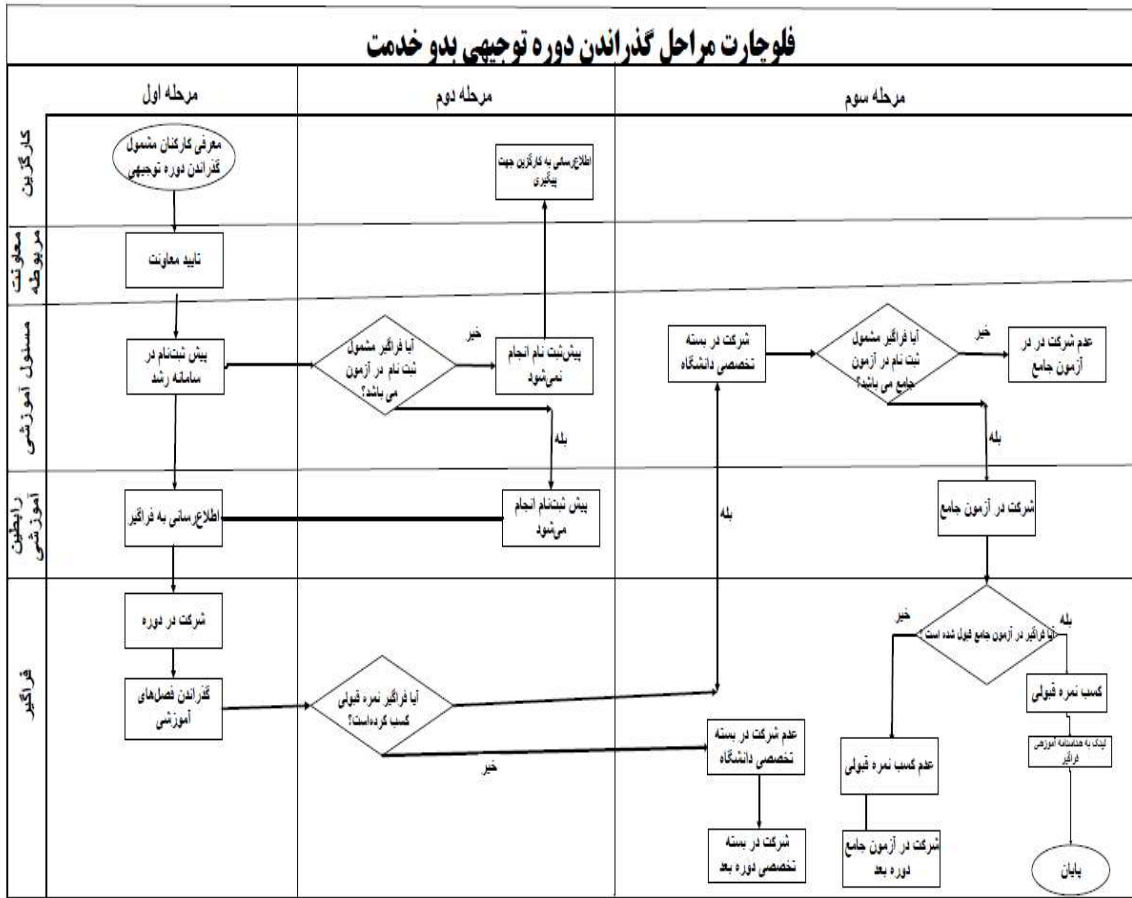 فلوچارت مراحل گذراندن دوره توجیهی بدو خدمت
مرحله اول
مرحله دوم
مرحله سوم
کارگزین
معرفی کارکنان مشمول
گذراندن دوره توجیهی
اطلاع‌رسانی به کارگزین جهت
پیگیری
معاونت
مربوطه
تایید معاونت
مسئول آموزشی
پیش ثبت‌نام در
سامانه رشد
آیا فراگیر مشمول
ثبت نام در آزمون
می باشد؟
خیر
پیش‌ثبت نام انجام
نمی‌شود
بله
شرکت در بسته
تخصصی دانشگاه
آیا فراگیر مشمول
ثبت نام در آزمون
جامع می باشد؟
خیر
عدم شرکت در در
آزمون جامع
بله
رابطین
آموزشی
اطلاع‌رسانی به فراگیر
پیش ثبت‌نام انجام
می‌شود
بله
شرکت در آزمون جامع
فراگیر
شرکت در دوره
گذراندن فصل‌های
آموزشی
آیا فراگیر نمره قبولی
کسب کرده‌است؟
خیر
عدم شرکت در بسته
تخصصی دانشگاه
شرکت در بسته
تخصصی دوره بعد
آیا فراگیر در آزمون جامع قبول شده است ؟
خیر
بله
عدم کسب نمره قبولی
شرکت در آزمون جامع
دوره بعد
کسب نمره قبولی
لینک به شناسنامه آموزشی
فراگیر
پایان